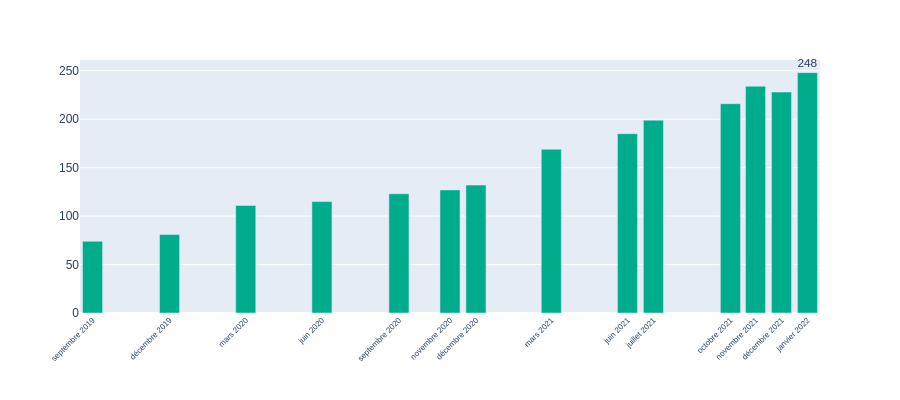 248
250
200
150
100
50
0
septembre 2019
décembre 2019
mars 2020
juin 2020
septembre 2020
novembre 2020
décembre 2020
mars 2021
juin 2021
juillet 2021
octobre 2021
novembre 2021
décembre 2021
janvier 2022